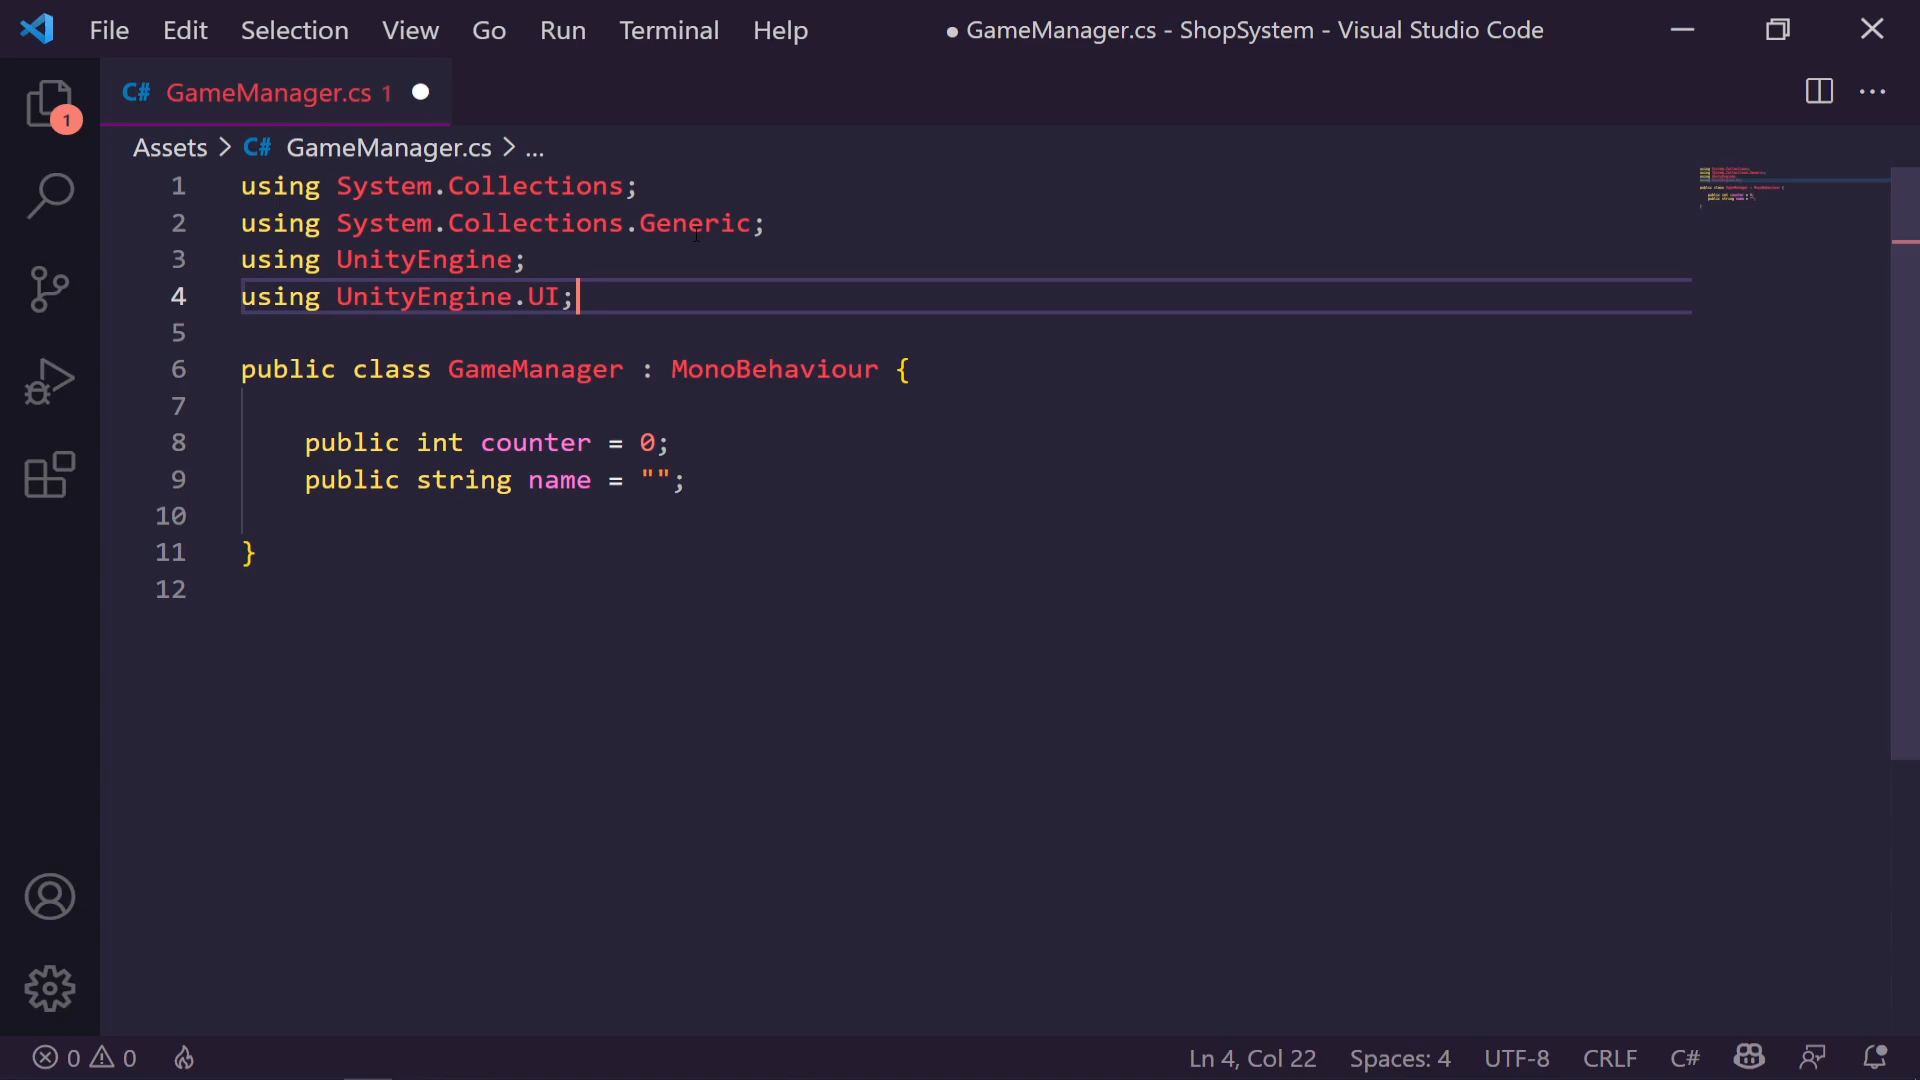 File Edit Selection View Go Run Terminal Help ● GameManager.cs - ShopSystem - Visual Studio Code
C# GameManager.cs 1
1
Assets > C# GameManager.cs > ...
1 using System.Collections;
2 using System.Collections.Generic;
3 using UnityEngine;
4 using UnityEngine.UI;
5
6 public class GameManager : MonoBehaviour {
7
8 public int counter = 0;
9 public string name = "";
10
11 }
12
0 0 Ln 4, Col 22 Spaces: 4 UTF-8 CRLF C#